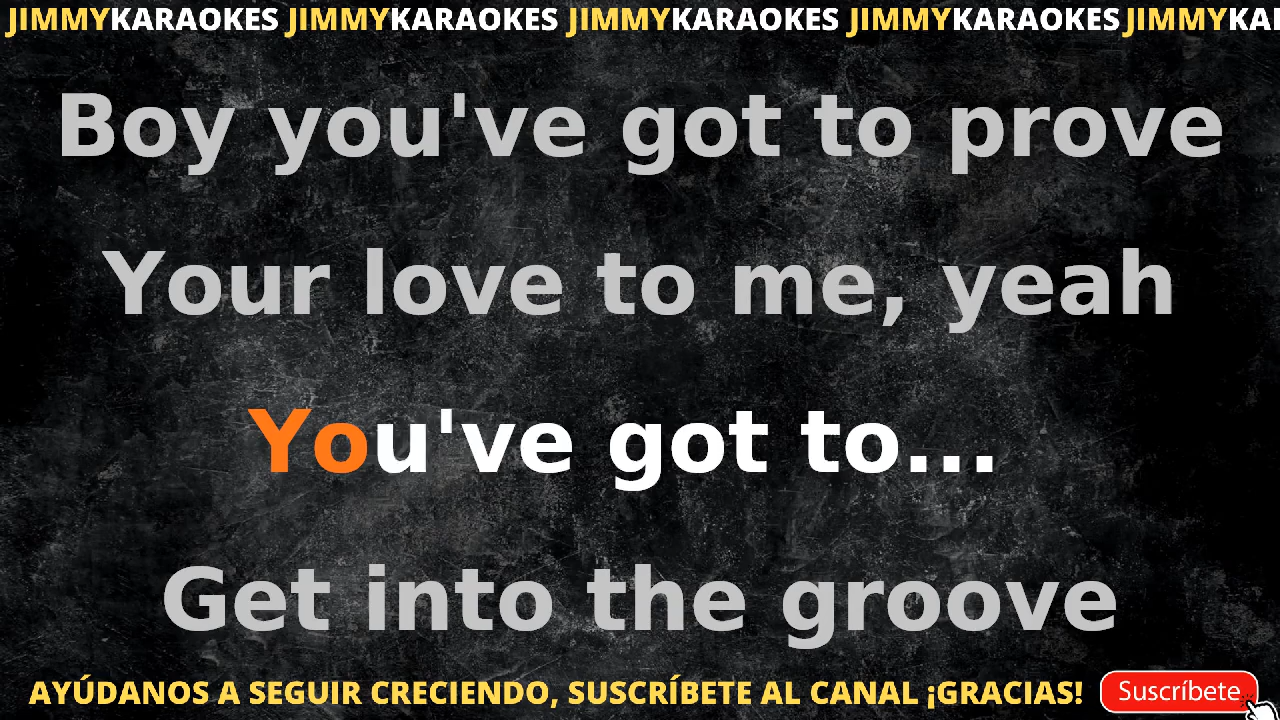 JIMMYKARAOKES JIMMYKARAOKES JIMMYKARAOKES JIMMYKARAOKES JIMMYKA
Boy you've got to prove
Your love to me, yeah
You've got to...
Get into the groove
AYÚDANOS A SEGUIR CRECIENDO, SUSCRÍBETE AL CANAL ¡GRACIAS! Suscríbete